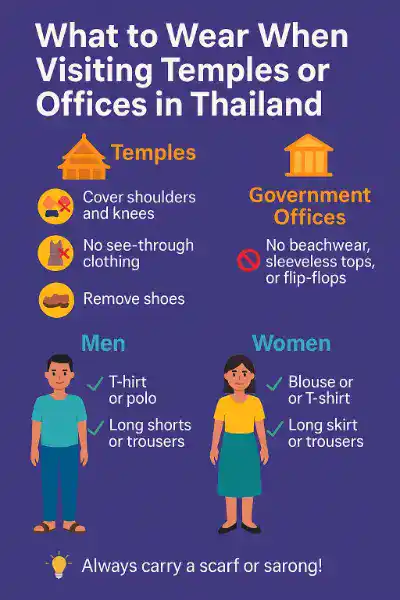 What to Wear When
Visiting Temples or
Offices in Thailand
Temples
Cover shoulders
and knees
No see-through
clothing
Remove shoes
Government
Offices
No beachwear,
sleeveless tops,
or flip-flops
Men
T-hirt
or polo
Long shorts
or trousers
Women
Blouse or
or T-shirt
Long skirt
or trousers
Always carry a scarf or sarong!